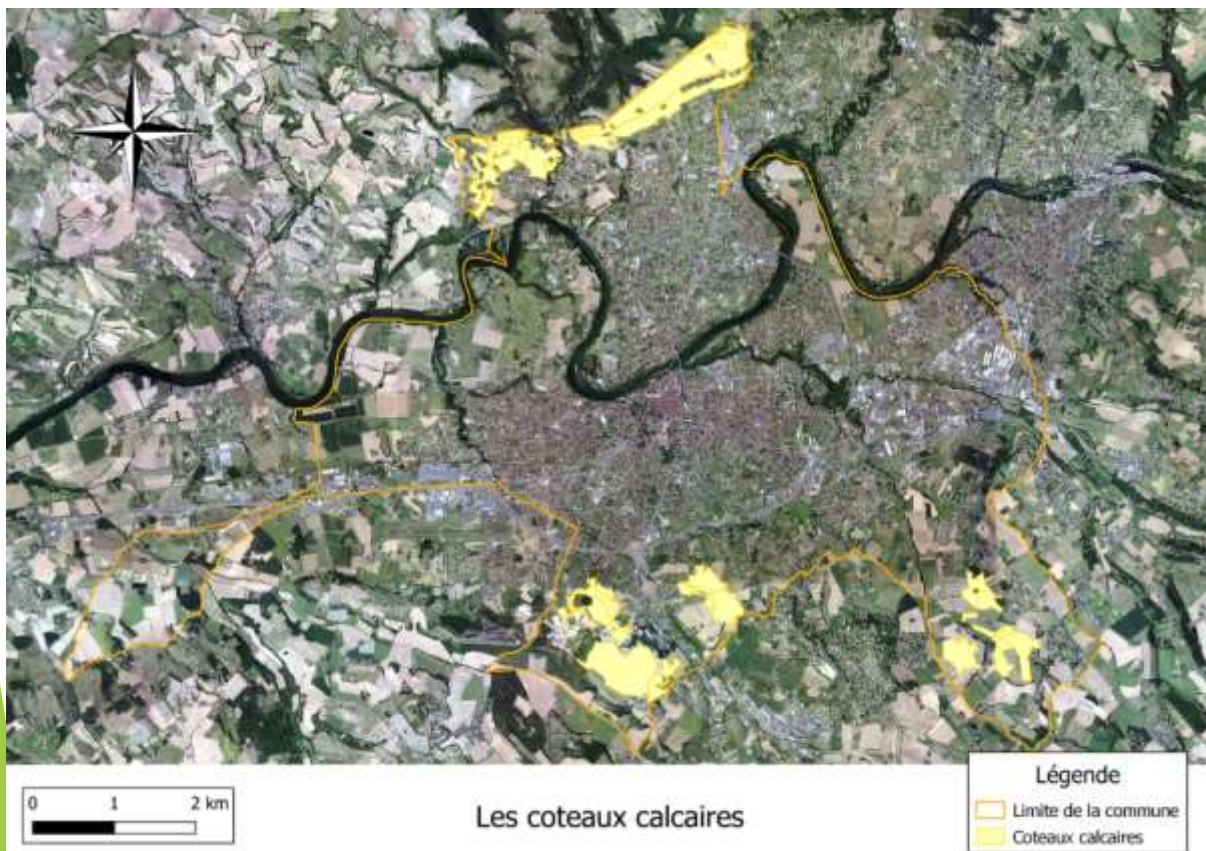 0 1 2 km
Les coteaux calcaires
Légende
Limite de la commune
Coteaux calcaires